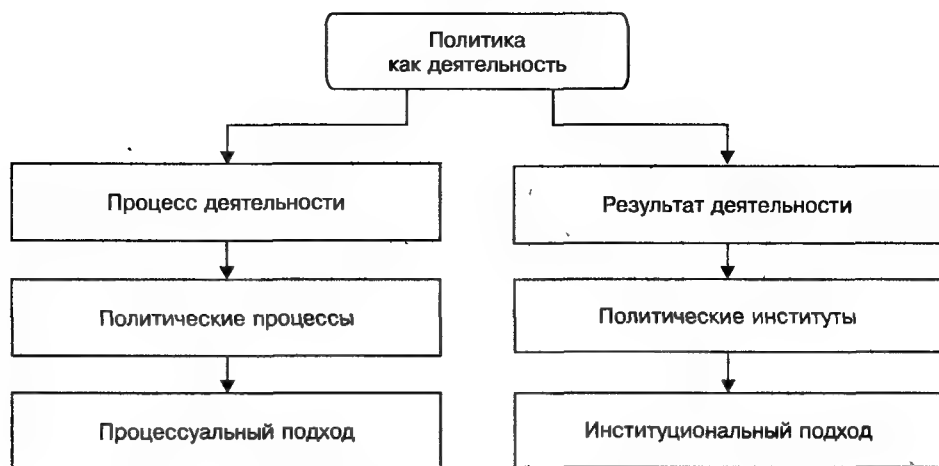 Политика
как деятельность
Процесс деятельности
Результат деятельности
Политические процессы
Политические институты
Процессуальный подход
Институциональный подход